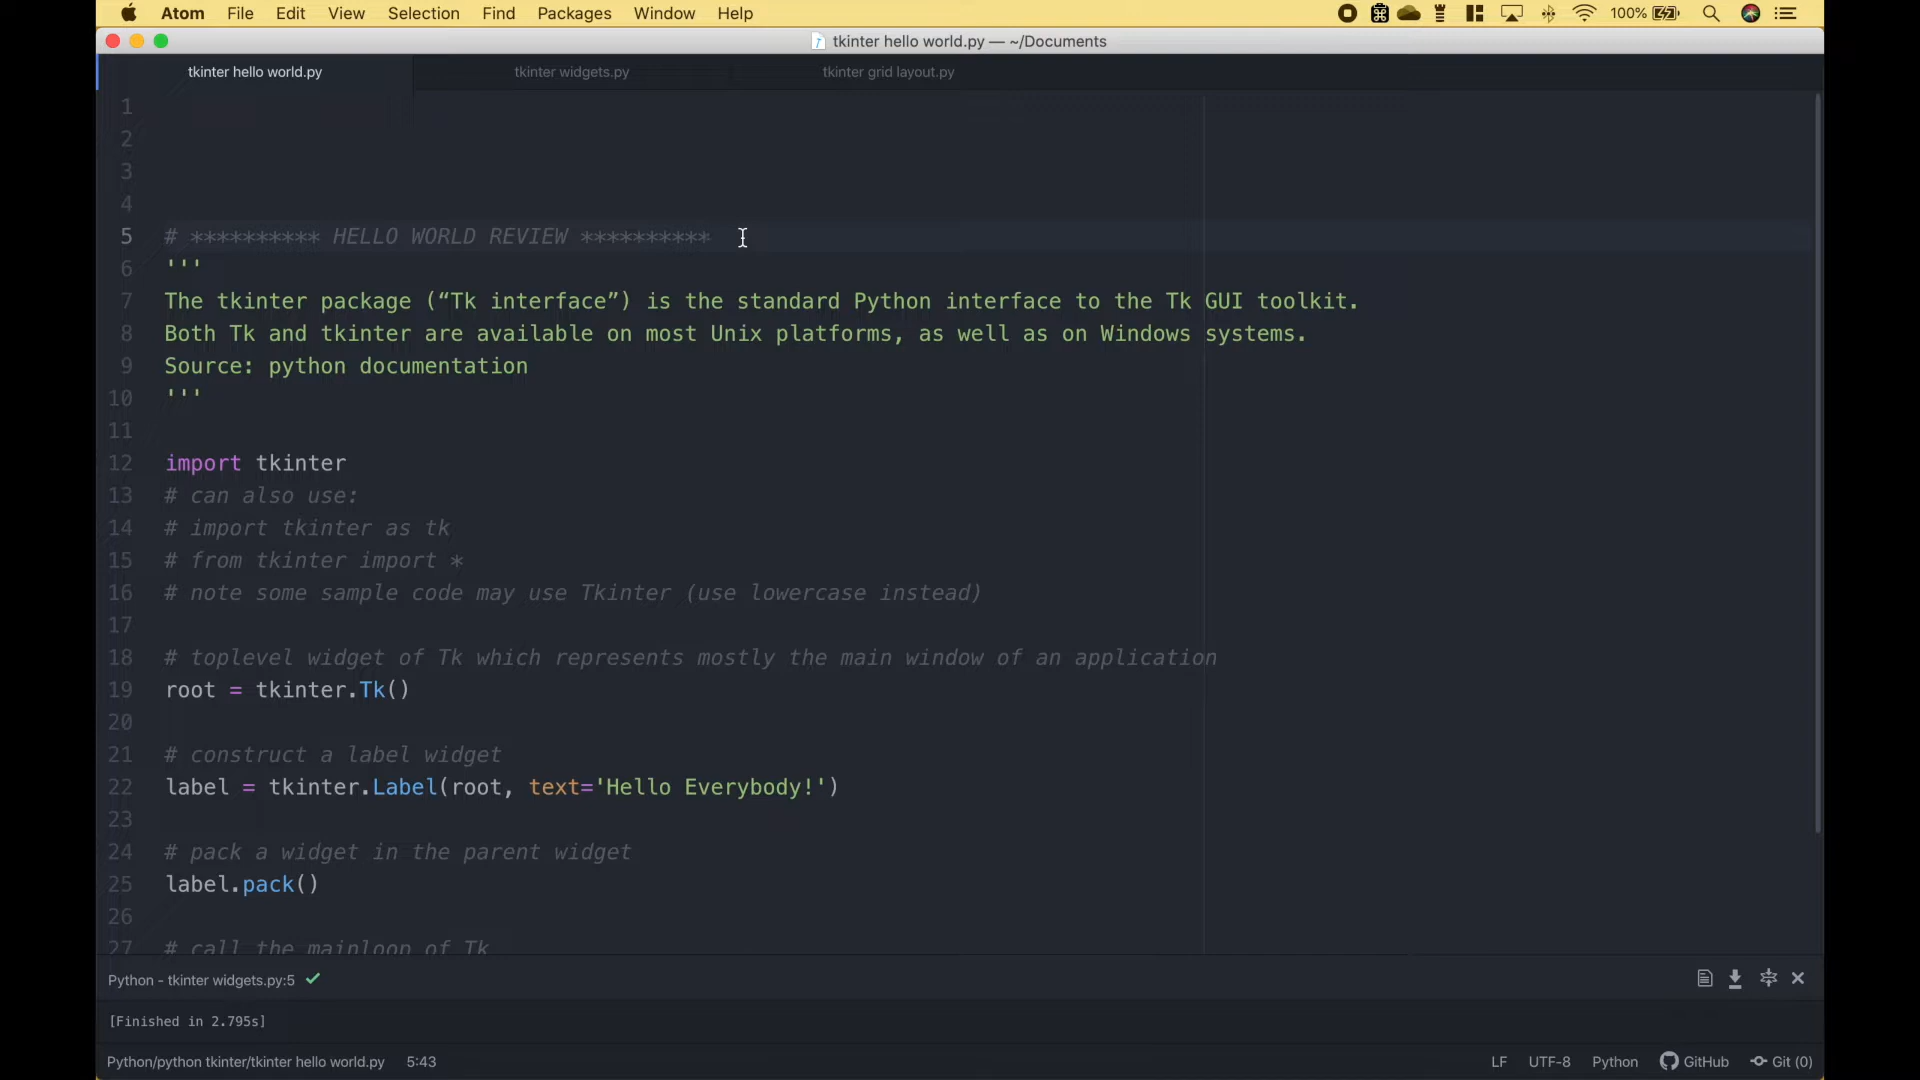 Atom File Edit View Selection Find Packages Window Help 100%
tkinter hello world.py — ~/Documents
tkinter hello world.py tkinter widgets.py tkinter grid layout.py
1
2
3
4
5 # ********** HELLO WORLD REVIEW **********
6 '''
7 The tkinter package (“Tk interface”) is the standard Python interface to the Tk GUI toolkit.
8 Both Tk and tkinter are available on most Unix platforms, as well as on Windows systems.
9 Source: python documentation
10 '''
11
12 import tkinter
13 # can also use:
14 # import tkinter as tk
15 # from tkinter import *
16 # note some sample code may use Tkinter (use lowercase instead)
17
18 # toplevel widget of Tk which represents mostly the main window of an application
19 root = tkinter.Tk()
20
21 # construct a label widget
22 label = tkinter.Label(root, text='Hello Everybody!')
23
24 # pack a widget in the parent widget
25 label.pack()
26
27 # call the mainloop of Tk
Python - tkinter widgets.py:5
[Finished in 2.795s]
Python/python tkinter/tkinter hello world.py 5:43 LF UTF-8 Python GitHub Git (0)